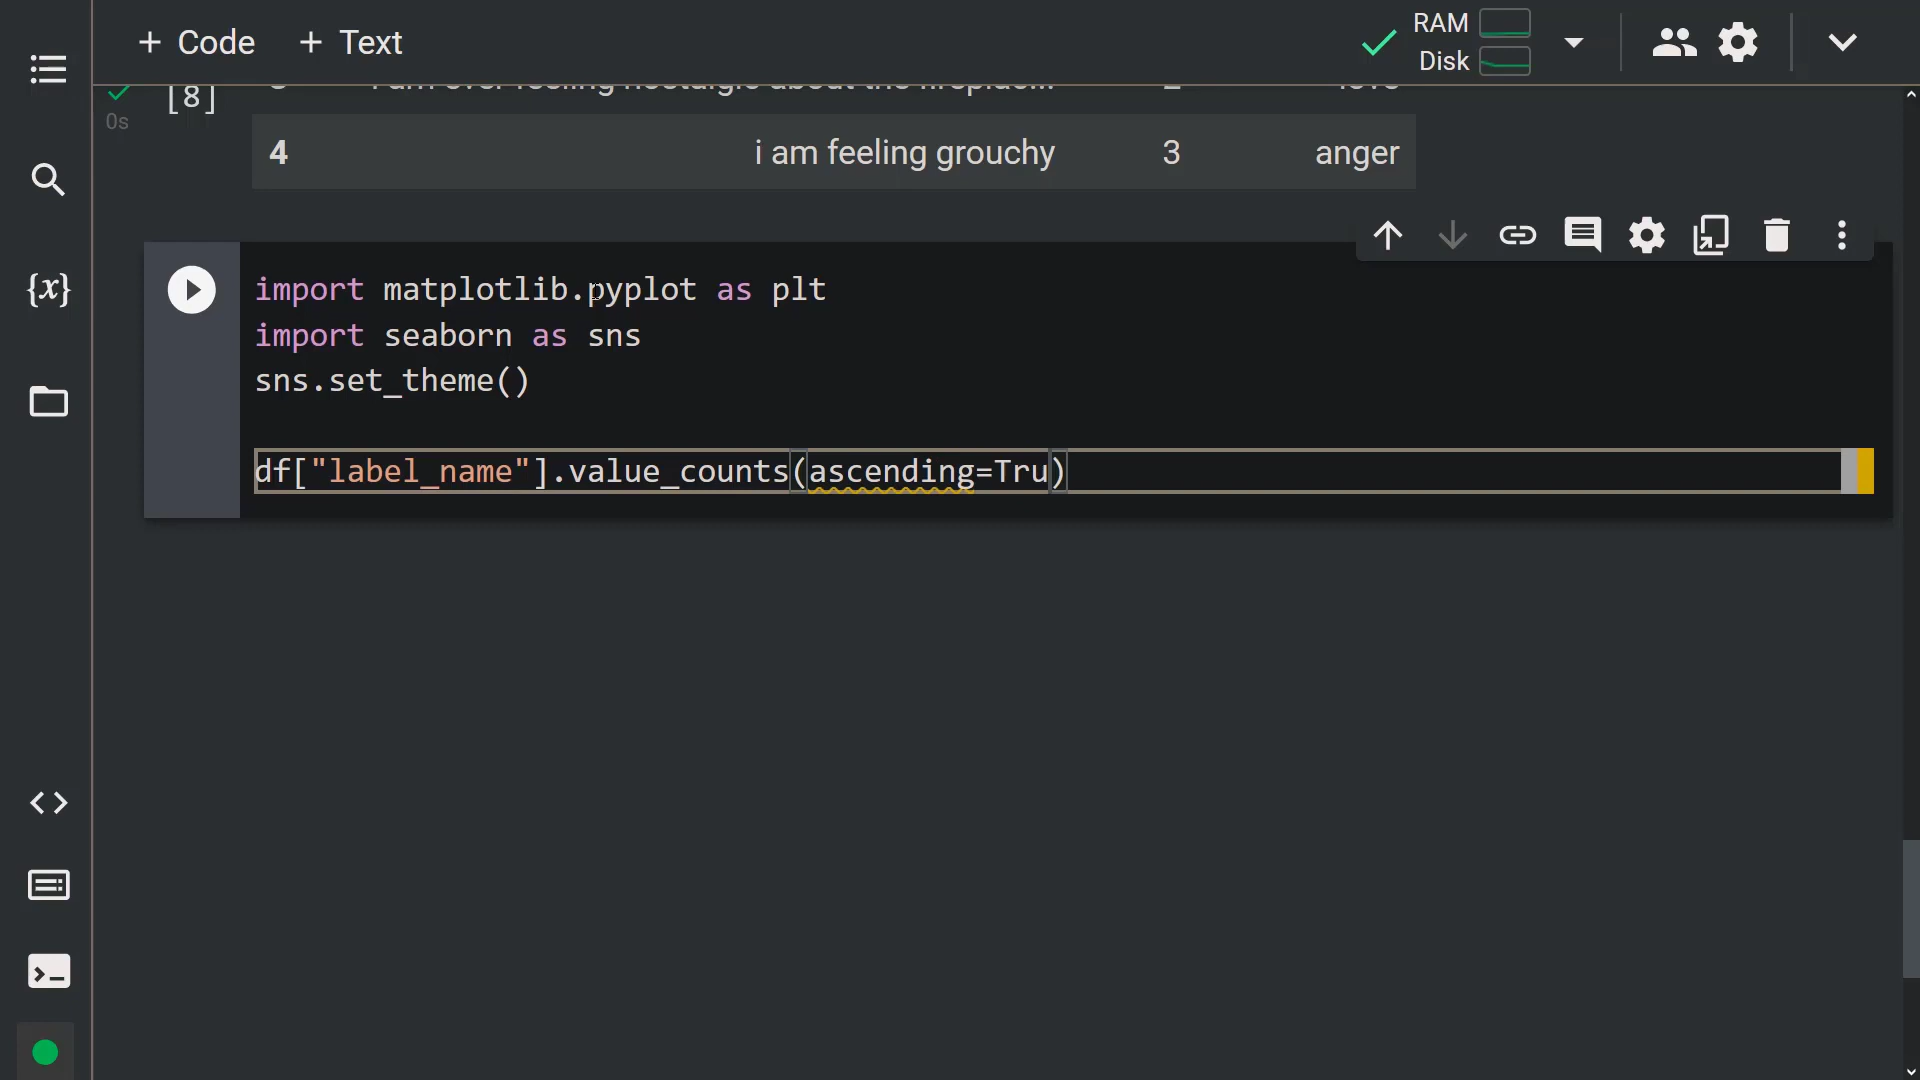 + Code + Text
RAM
Disk
[8]
0s
4 i am feeling grouchy 3 anger
{x}
import matplotlib.pyplot as plt
import seaborn as sns
sns.set_theme()
df["label_name"].value_counts(ascending=Tru)